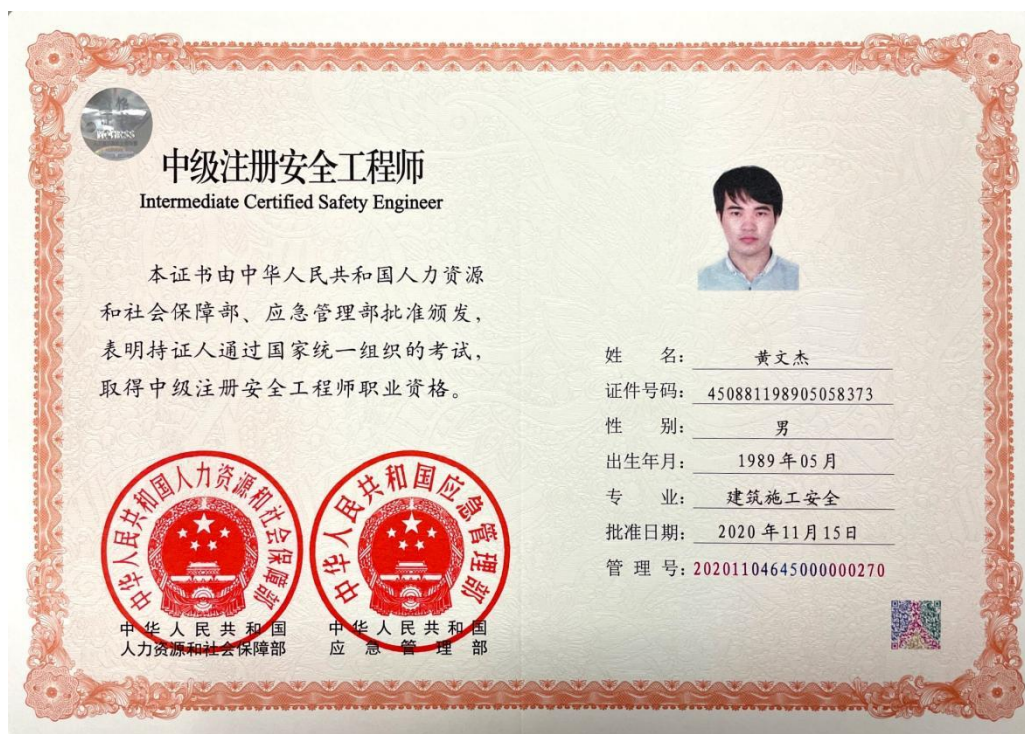 中级注册安全工程师
Intermediate Certified Safety Engineer
本证书由中华人民共和国人力资源
和社会保障部、应急管理部批准颁发,
表明持证人通过国家统一组织的考试,
取得中级注册安全工程师职业资格。
中华人民共和国人力资源和社会保障部
中华人民共和国应急管理部
中华人民共和国
人力资源和社会保障部
中华人民共和国
应急管理部
姓 名: 黄文杰
证件号码: 450881198905058373
性 别: 男
出生年月: 1989年05月
专 业: 建筑施工安全
批准日期: 2020年11月15日
管 理 号: 20201104645000000270